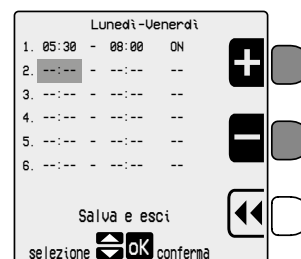 Lunedì-Venerdì
1. 05:30 - 08:00 ON
2. --:-- - --:-- --
3. --:-- - --:-- --
4. --:-- - --:-- --
5. --:-- - --:-- --
6. --:-- - --:-- --
Salva e esci
selezione OK conferma